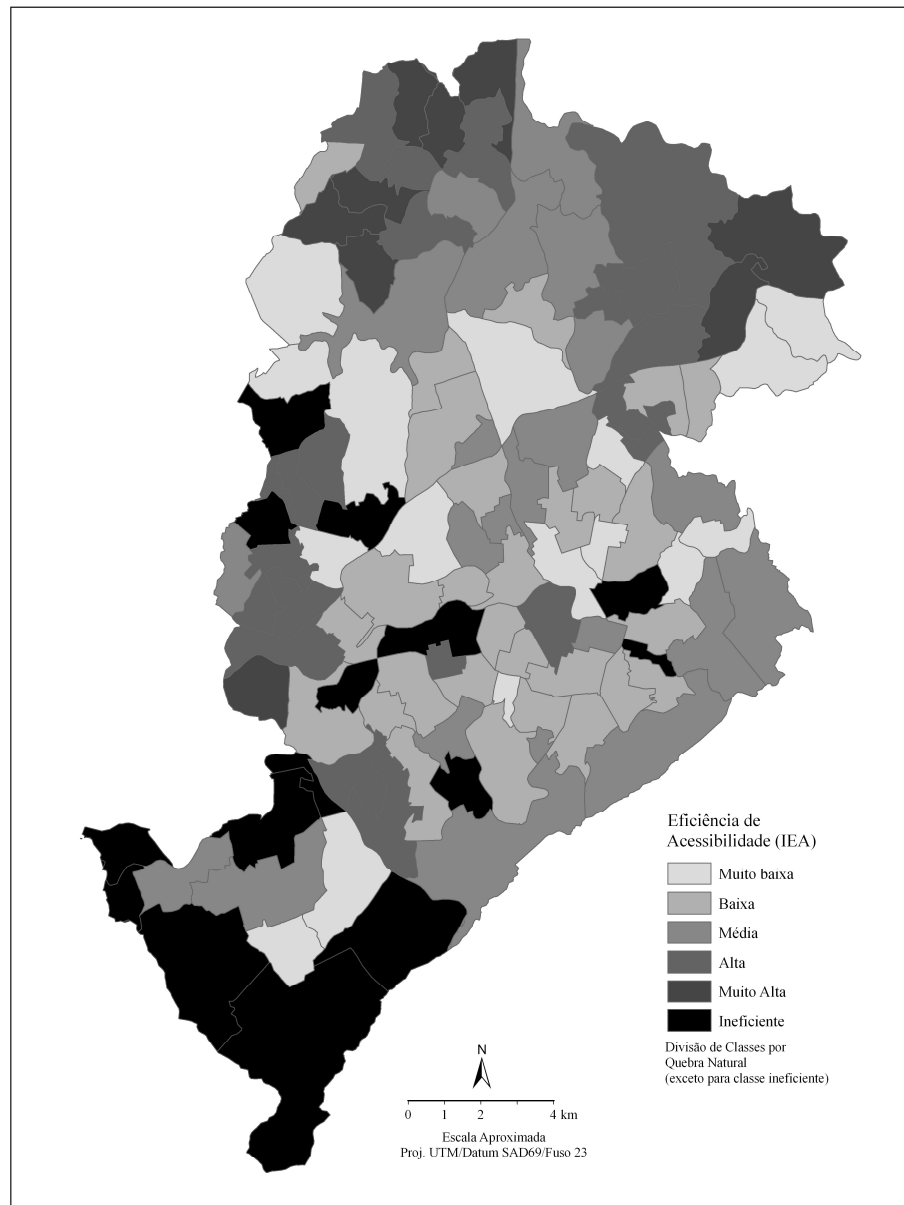 Eficiência de
Acessibilidade (IEA)
Muito baixa
Baixa
Média
Alta
Muito Alta
Ineficiente
Divisão de Classes por
Quebra Natural
(exceto para classe ineficiente)
N
0 1 2 4 km
Escala Aproximada
Proj. UTM/Datum SAD69/Fuso 23